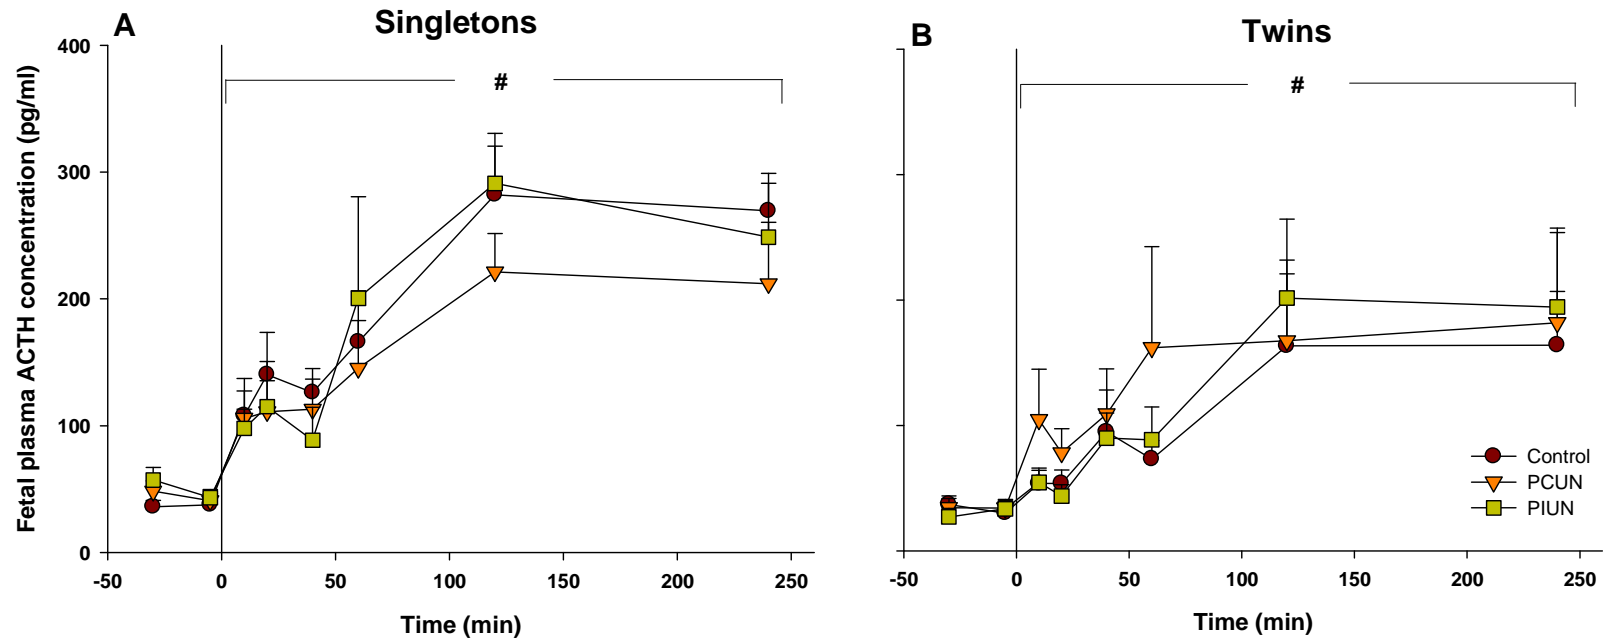 A
Singletons
Fetal plasma ACTH concentration (pg/ml)
400
300
200
100
0
#
-50
0
50
100
150
200
250
Time (min)
B
Twins
#
Control
PCUN
PIUN
-50
0
50
100
150
200
250
Time (min)